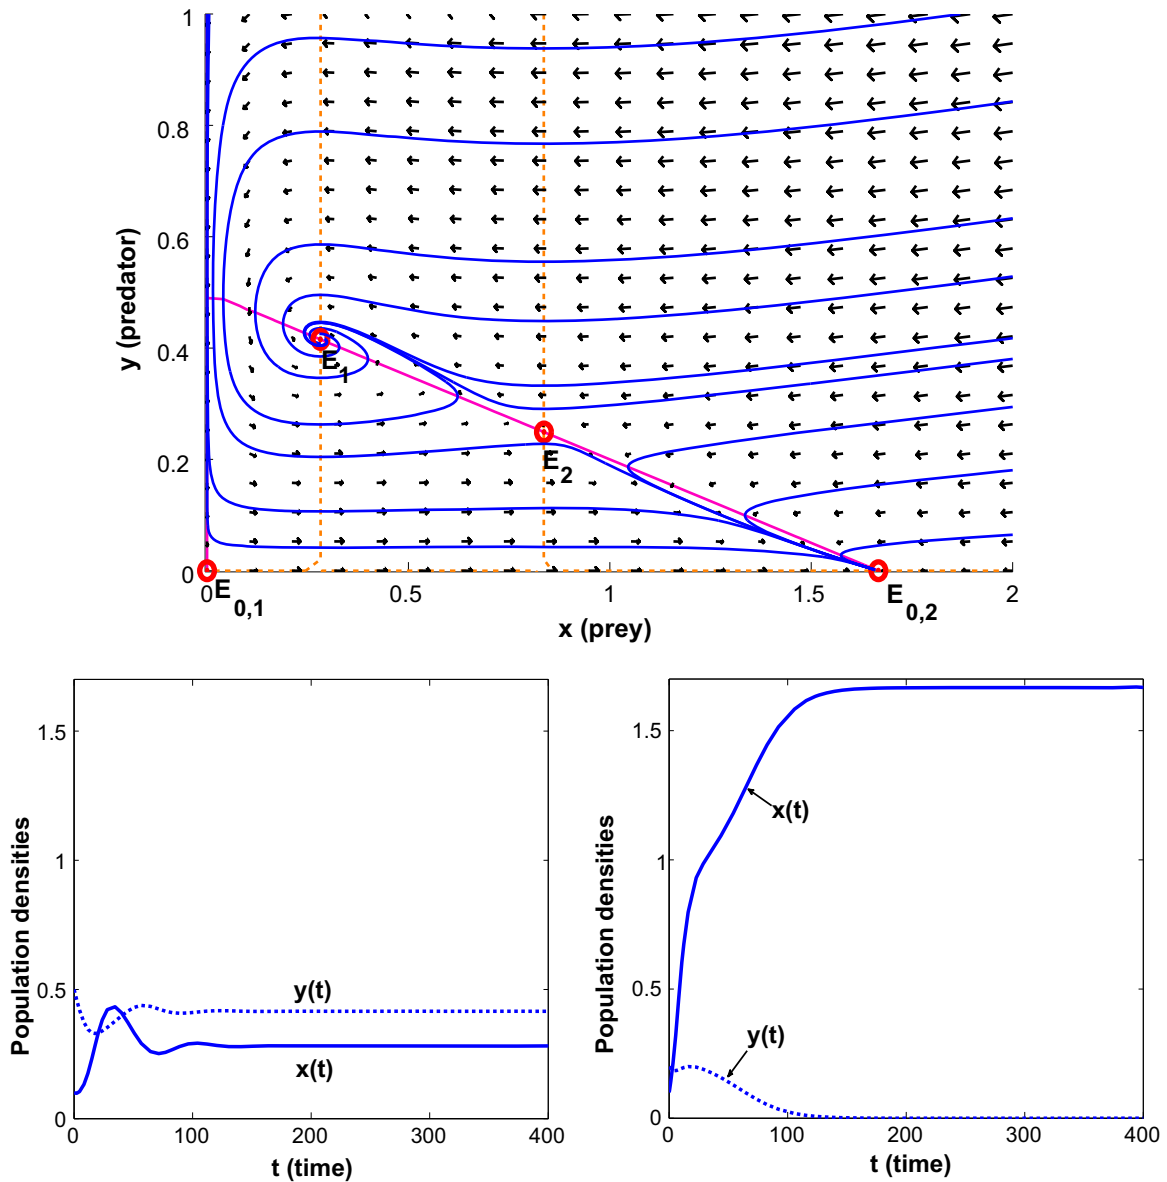 1
0.8
0.6
0.4
0.2
0
y (predator)
E1
E2
E0,1
E0,2
0 0.5 1 1.5 2
x (prey)
1.5
1
0.5
0
Population densities
y(t)
x(t)
0 100 200 300 400
t (time)
1.5
1
0.5
0
Population densities
x(t)
y(t)
0 100 200 300 400
t (time)